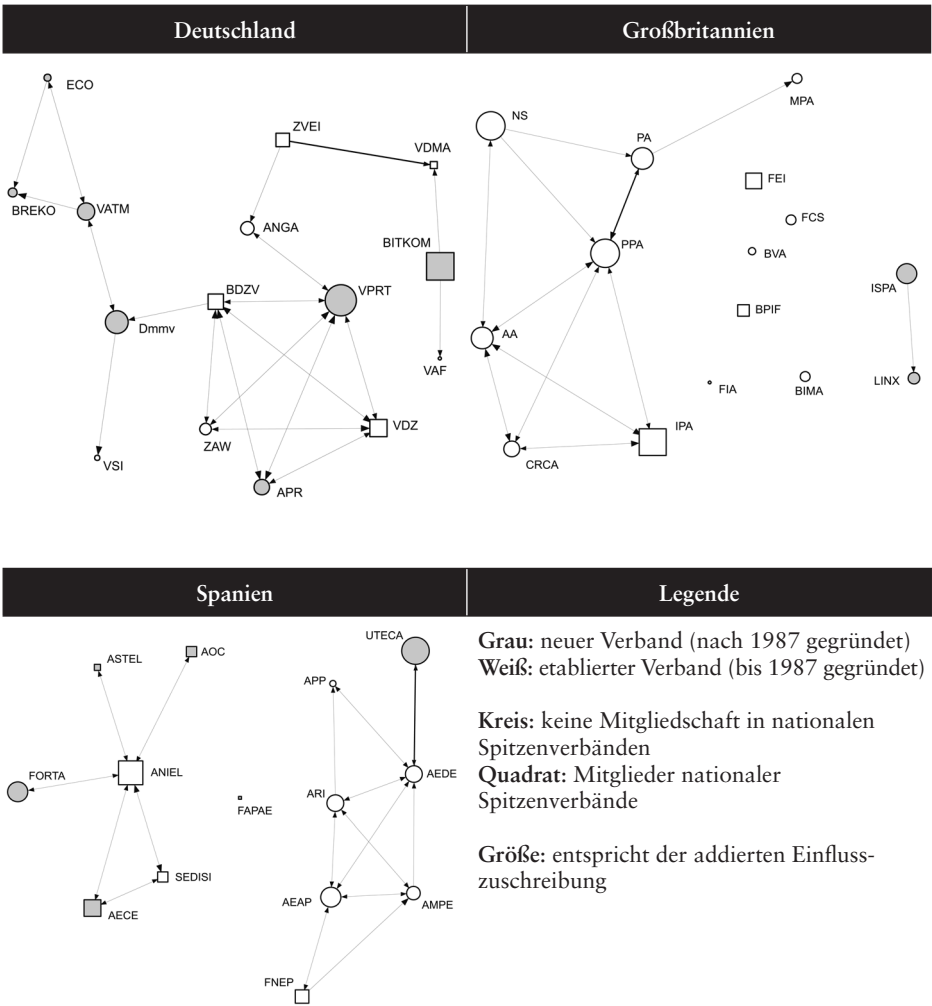 Deutschland
Großbritannien
ECO
BREKO
VATM
ZVEI
VDMA
ANGA
BITKOM
BDZV
VPRT
Dmmv
VAF
ZAW
VDZ
VSI
APR
NS
PA
MPA
FEI
FCS
PPA
BVA
ISPA
BPIF
AA
FIA
BIMA
LINX
IPA
CRCA
Spanien
Legende
ASTEL
AOC
UTECA
APP
FORTA
ANIEL
AEDE
ARI
FAPAE
SEDISI
AECE
AEAP
AMPE
FNEP
Grau: neuer Verband (nach 1987 gegründet)
Weiß: etablierter Verband (bis 1987 gegründet)
Kreis: keine Mitgliedschaft in nationalen
Spitzenverbänden
Quadrat: Mitglieder nationaler
Spitzenverbände
Größe: entspricht der addierten Einfluss-
zuschreibung